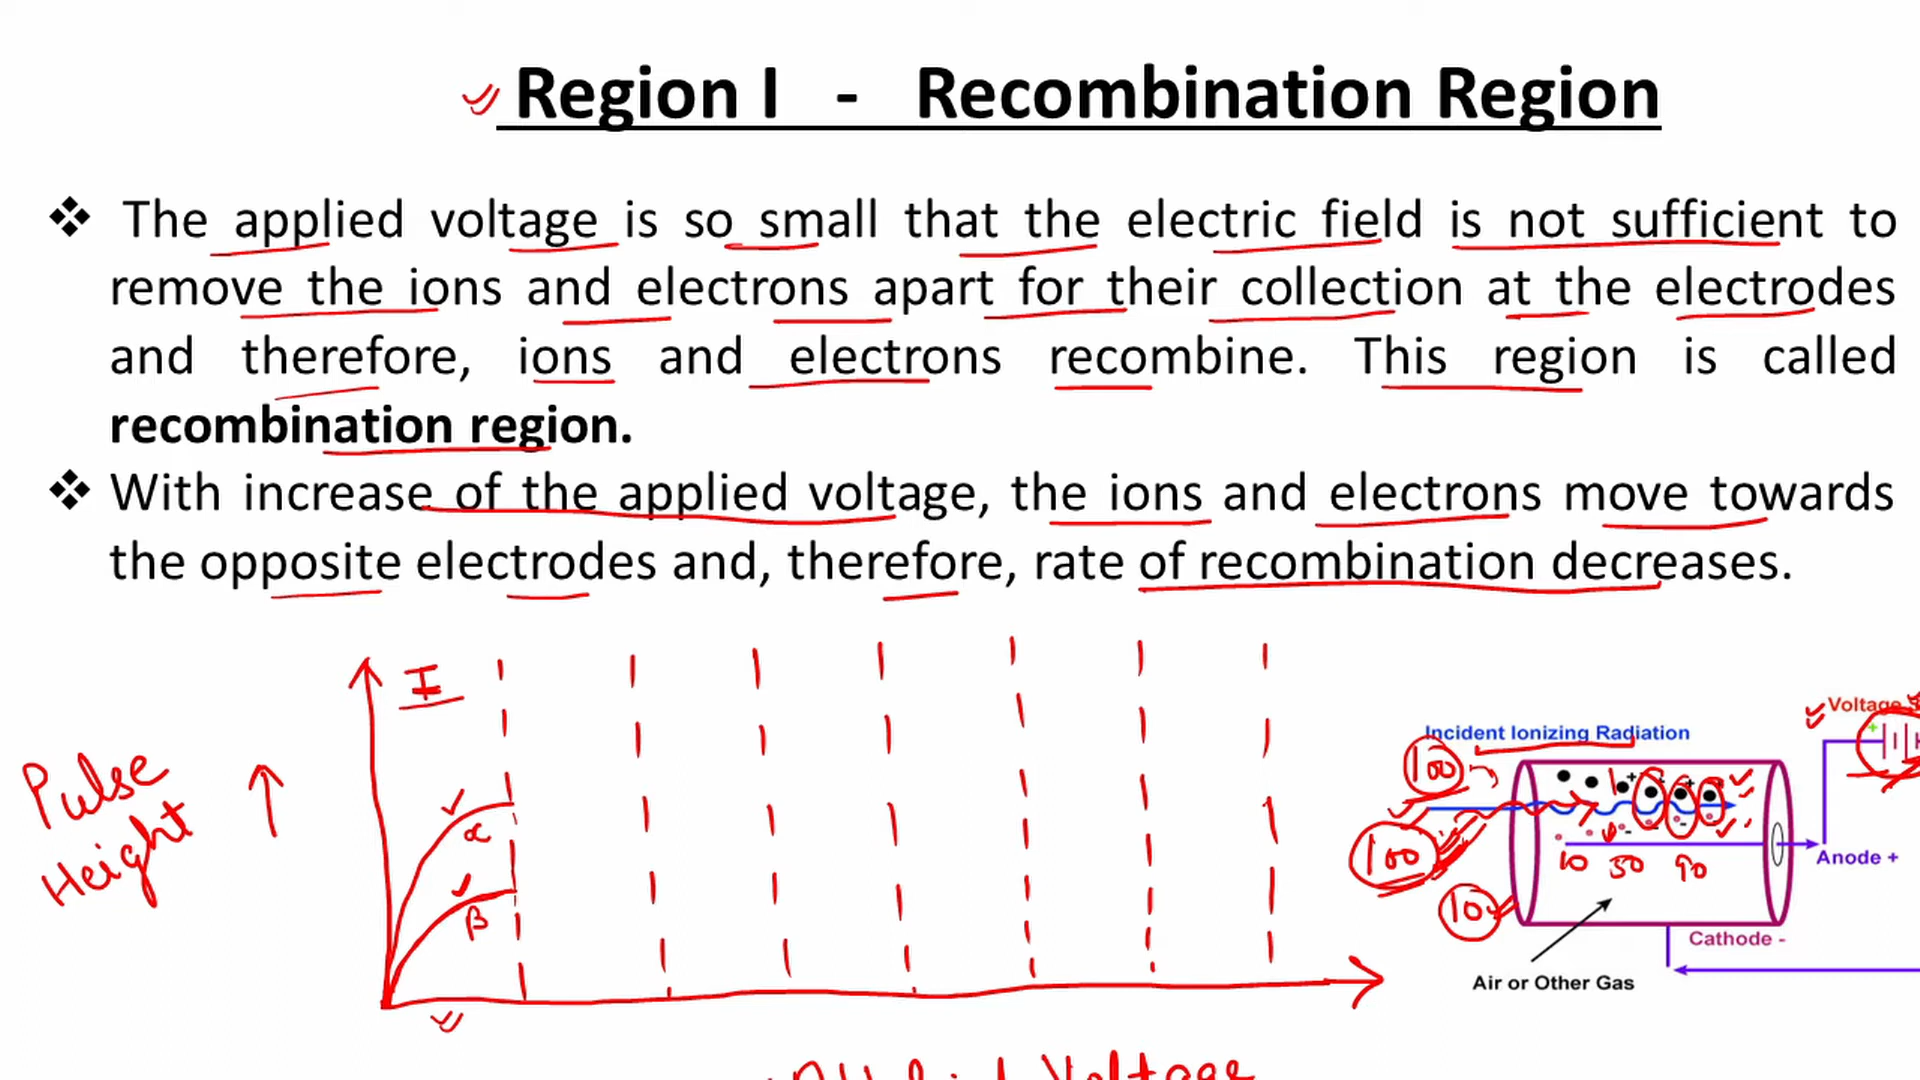 Region I - Recombination Region
❖ The applied voltage is so small that the electric field is not sufficient to
remove the ions and electrons apart for their collection at the electrodes
and therefore, ions and electrons recombine. This region is called
recombination region.
❖ With increase of the applied voltage, the ions and electrons move towards
the opposite electrodes and, therefore, rate of recombination decreases.
I
Pulse
Height
α
β
Voltage
Incident Ionizing Radiation
100
100
10
10 50 90
Anode +
Cathode -
Air or Other Gas
Voltage